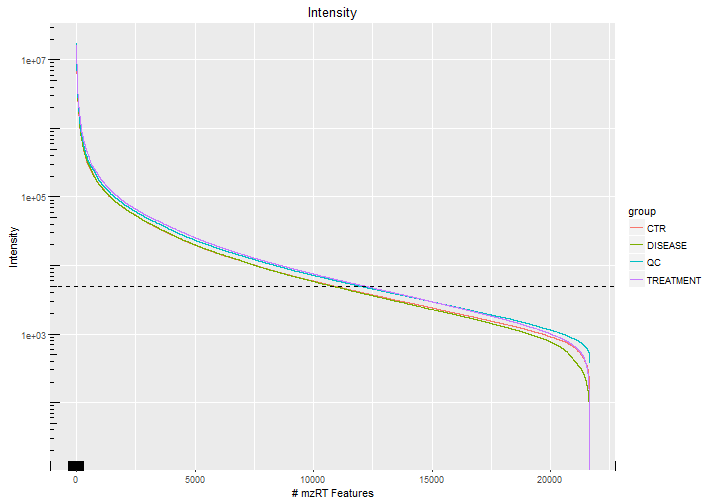 Intensity
1e+07
1e+05
1e+03
Intensity
0
5000
10000
15000
20000
# mzRT Features
group
CTR
DISEASE
QC
TREATMENT